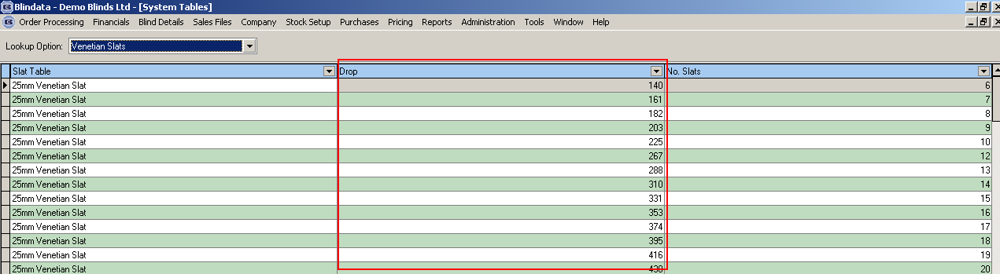 Blindata - Demo Blinds Ltd - [System Tables]
Order Processing Financials Blind Details Sales Files Company Stock Setup Purchases Pricing Reports Administration Tools Window Help
Lookup Option: Venetian Slats
Slat Table Drop No. Slats
25mm Venetian Slat 140 6
25mm Venetian Slat 161 7
25mm Venetian Slat 182 8
25mm Venetian Slat 203 9
25mm Venetian Slat 225 10
25mm Venetian Slat 267 12
25mm Venetian Slat 288 13
25mm Venetian Slat 310 14
25mm Venetian Slat 331 15
25mm Venetian Slat 353 16
25mm Venetian Slat 374 17
25mm Venetian Slat 395 18
25mm Venetian Slat 416 19
25mm Venetian Slat 438 20